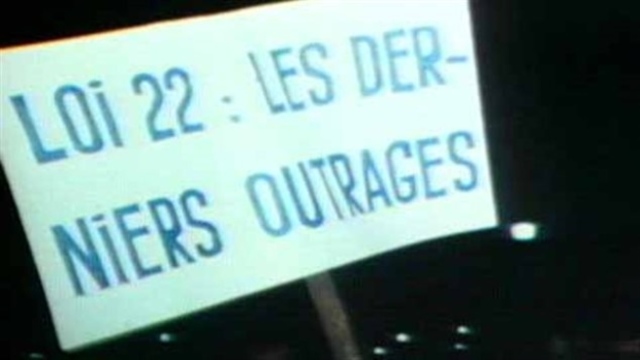 LOi 22 : LES DER-
NiERS OUTRAGES